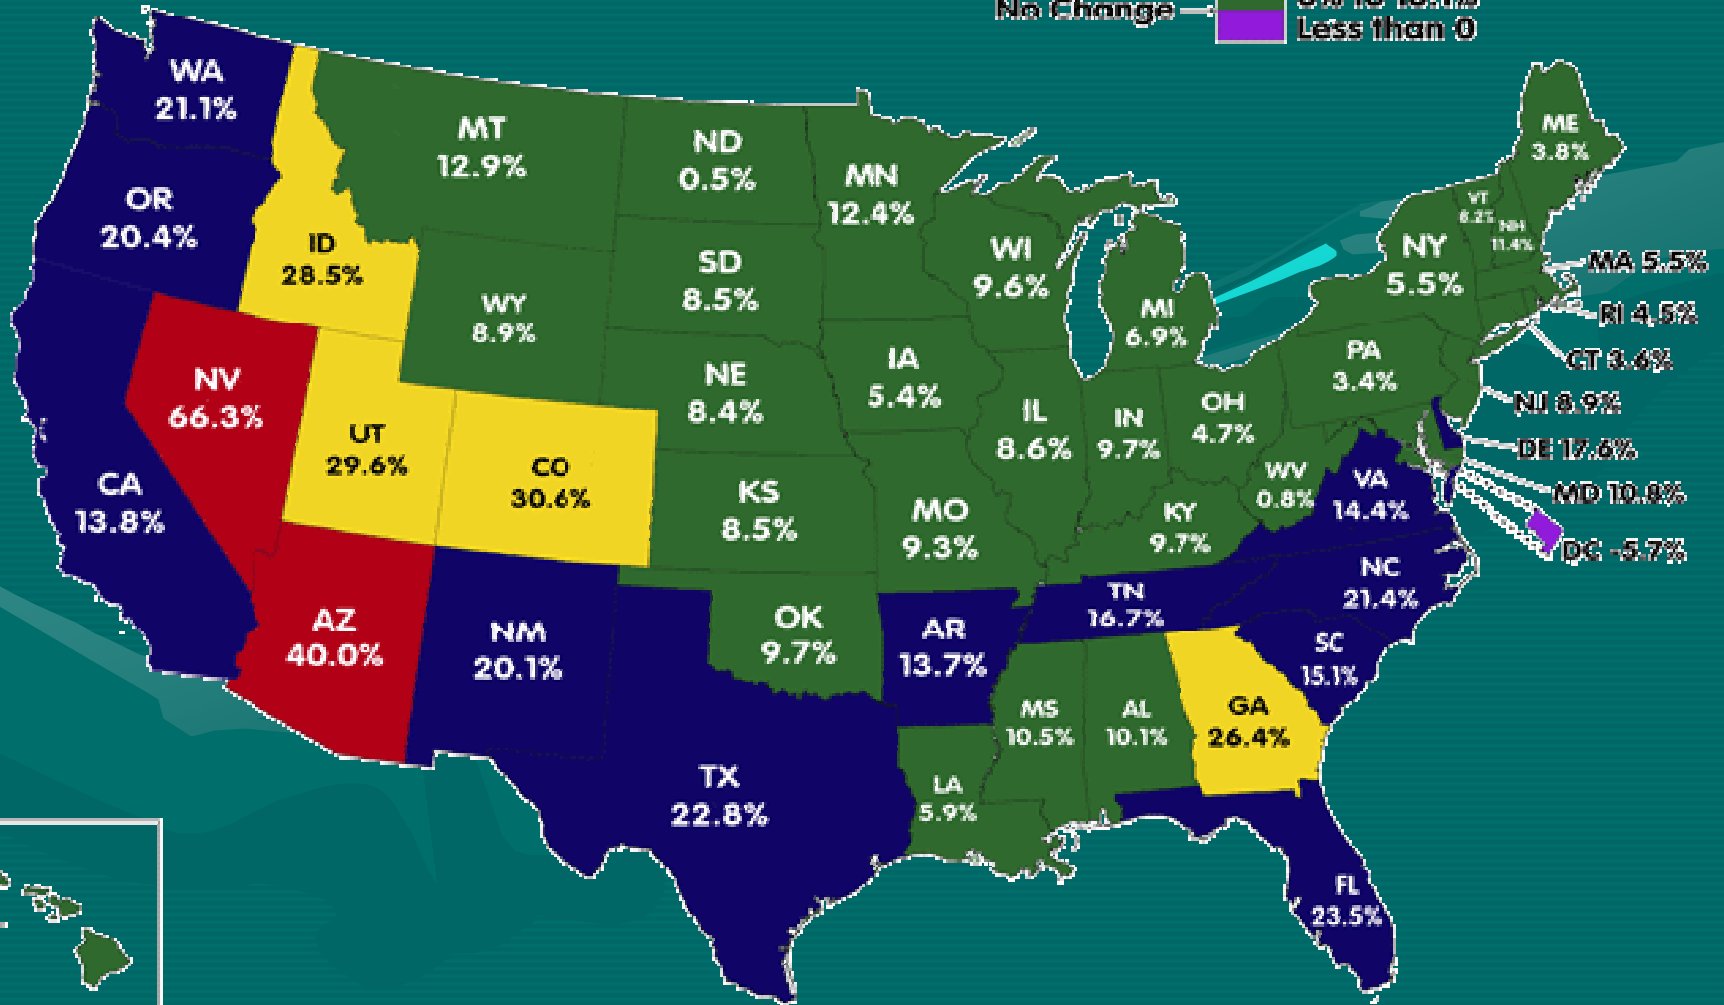 No Change
Less than 0
WA
21.1%
MT
12.9%
ND
0.5%
MN
12.4%
ME
3.8%
OR
20.4%
ID
28.5%
VT
8.2%
NH
11.4%
WI
9.6%
NY
5.5%
MA 5.5%
SD
8.5%
WY
8.9%
MI
6.9%
RI 4.5%
PA
3.4%
CT 3.6%
NV
66.3%
NE
8.4%
IA
5.4%
IL
8.6%
IN
9.7%
OH
4.7%
NJ 8.9%
UT
29.6%
CO
30.6%
DE 17.6%
WV
0.8%
VA
14.4%
MD 10.8%
CA
13.8%
KS
8.5%
MO
9.3%
KY
9.7%
DC -5.7%
NC
21.4%
AZ
40.0%
NM
20.1%
OK
9.7%
AR
13.7%
TN
16.7%
SC
15.1%
MS
10.5%
AL
10.1%
GA
26.4%
TX
22.8%
LA
5.9%
FL
23.5%